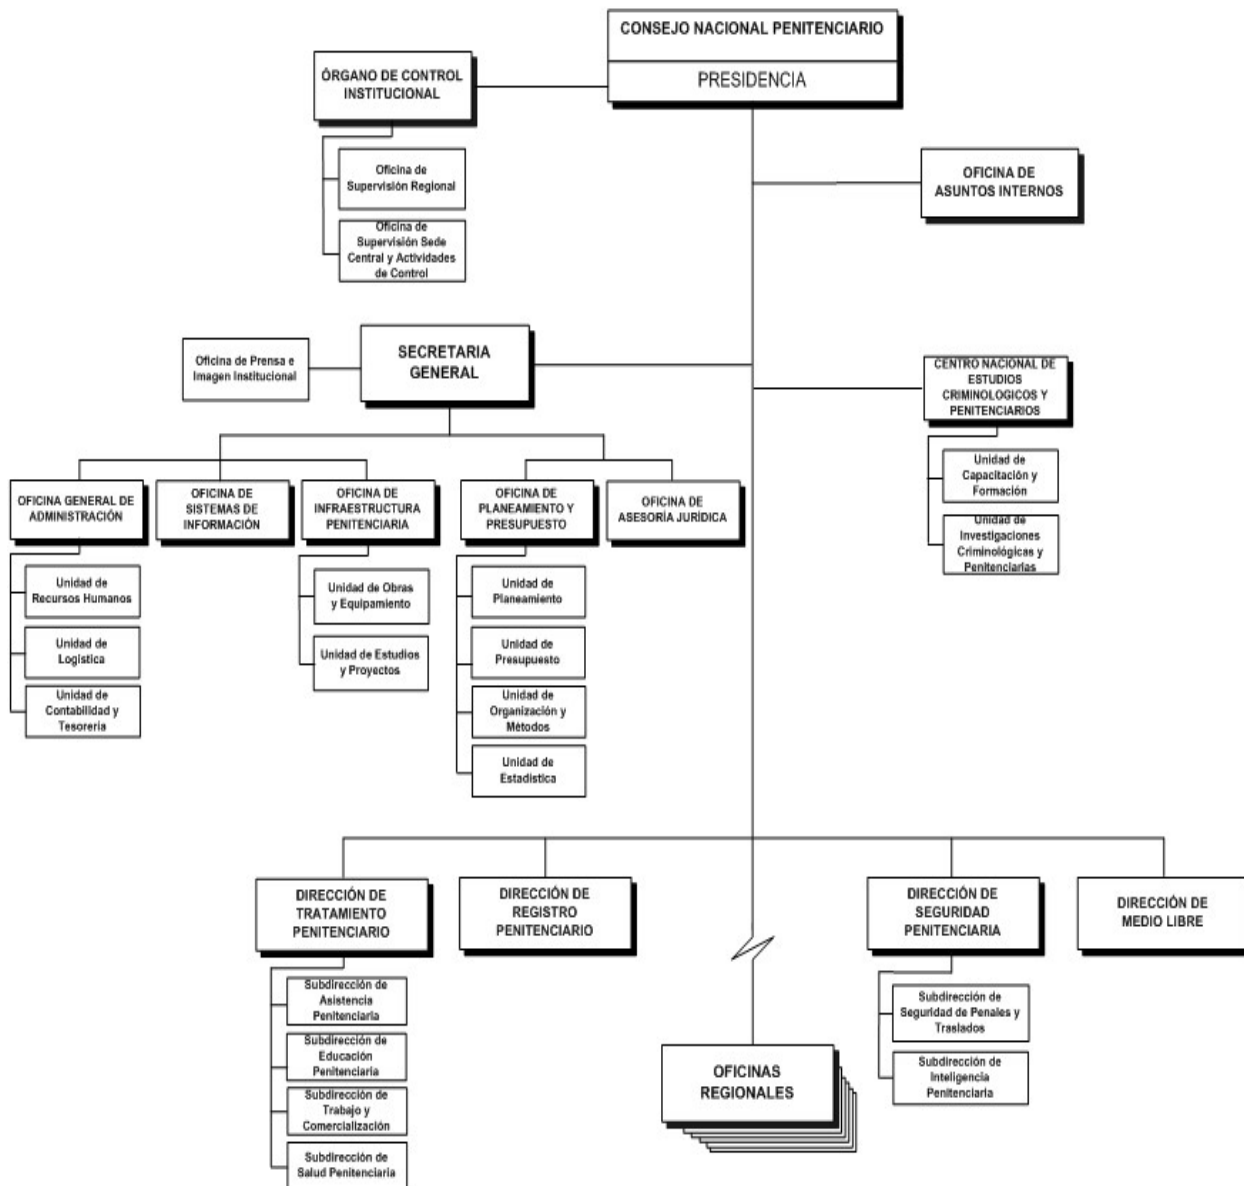 CONSEJO NACIONAL PENITENCIARIO
PRESIDENCIA
ÓRGANO DE CONTROL
INSTITUCIONAL
Oficina de
Supervisión Regional
Oficina de
Supervisión Sede
Central y Actividades
de Control
OFICINA DE
ASUNTOS INTERNOS
Oficina de Prensa e
Imagen Institucional
SECRETARIA
GENERAL
CENTRO NACIONAL DE
ESTUDIOS
CRIMINOLOGICOS Y
PENITENCIARIOS
Unidad de
Capacitación y
Formación
Unidad de
Investigaciones
Criminológicas y
Penitenciarias
OFICINA GENERAL DE
ADMINISTRACIÓN
Unidad de
Recursos Humanos
Unidad de
Logística
Unidad de
Contabilidad y
Tesorería
OFICINA DE
SISTEMAS DE
INFORMACIÓN
OFICINA DE
INFRAESTRUCTURA
PENITENCIARIA
Unidad de Obras
y Equipamiento
Unidad de Estudios
y Proyectos
OFICINA DE
PLANEAMIENTO Y
PRESUPUESTO
Unidad de
Planeamiento
Unidad de
Presupuesto
Unidad de
Organización y
Métodos
Unidad de
Estadística
OFICINA DE
ASESORÍA JURÍDICA
DIRECCIÓN DE
TRATAMIENTO
PENITENCIARIO
Subdirección de
Asistencia
Penitenciaria
Subdirección de
Educación
Penitenciaria
Subdirección de
Trabajo y
Comercialización
Subdirección de
Salud Penitenciaria
DIRECCIÓN DE
REGISTRO
PENITENCIARIO
OFICINAS
REGIONALES
DIRECCIÓN DE
SEGURIDAD
PENITENCIARIA
Subdirección de
Seguridad de Penales y
Traslados
Subdirección de
Inteligencia
Penitenciaria
DIRECCIÓN DE
MEDIO LIBRE